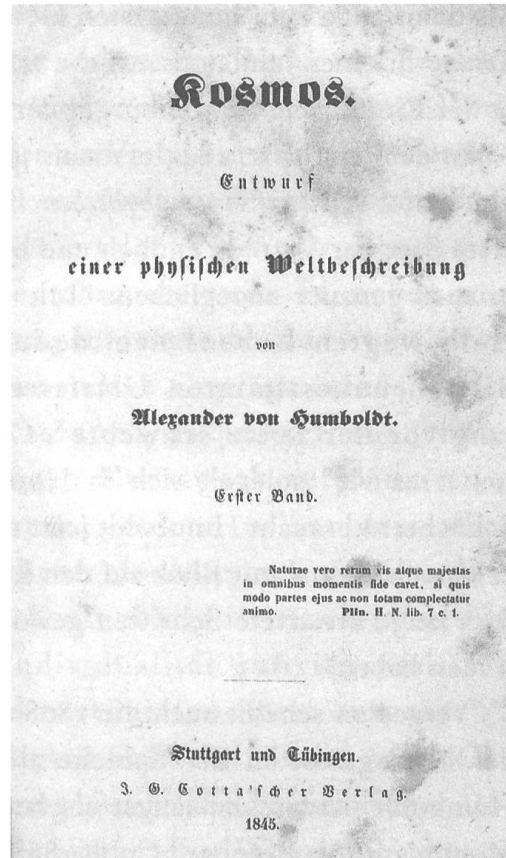 Kosmos.
Entwurf
einer physischen Weltbeschreibung
von
Alexander von Humboldt.
Erster Band.
Naturae vero rerum vis atque majestas
in omnibus momentis fide caret, si quis
modo partes ejus ac non totam complectatur
animo. Plin. H. N. lib. 7 c. 1.
Stuttgart und Tübingen.
J. G. Cotta'scher Verlag.
1845.